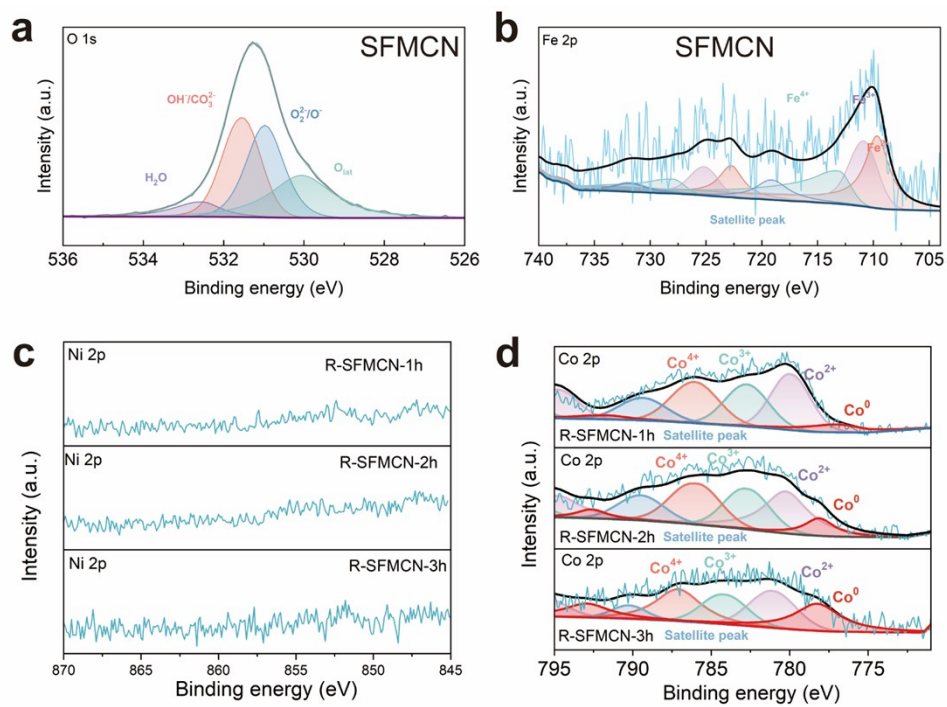 a
O 1s
SFMCN
OH⁻/CO₃²⁻
O₂²⁻/O⁻
H₂O
O_lat
Intensity (a.u.)
536 534 532 530 528 526
Binding energy (eV)
b
Fe 2p
SFMCN
Fe⁴⁺
Fe³⁺
Satellite peak
Intensity (a.u.)
740 735 730 725 720 715 710 705
Binding energy (eV)
c
Ni 2p
R-SFMCN-1h
Ni 2p
R-SFMCN-2h
Ni 2p
R-SFMCN-3h
Intensity (a.u.)
870 865 860 855 850 845
Binding energy (eV)
d
Co 2p
Co⁴⁺
Co³⁺
Co²⁺
Co⁰
R-SFMCN-1h
Satellite peak
Co 2p
Co⁴⁺
Co³⁺
Co²⁺
Co⁰
R-SFMCN-2h
Satellite peak
Co 2p
Co⁴⁺
Co³⁺
Co²⁺
Co⁰
R-SFMCN-3h
Satellite peak
Intensity (a.u.)
795 790 785 780 775
Binding energy (eV)